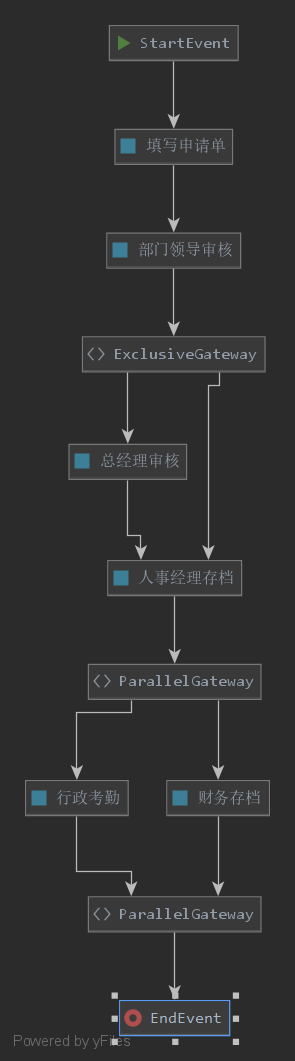 StartEvent
填写申请单
部门领导审核
ExclusiveGateway
总经理审核
人事经理存档
ParallelGateway
行政考勤
财务存档
ParallelGateway
EndEvent
Powered by yFiles